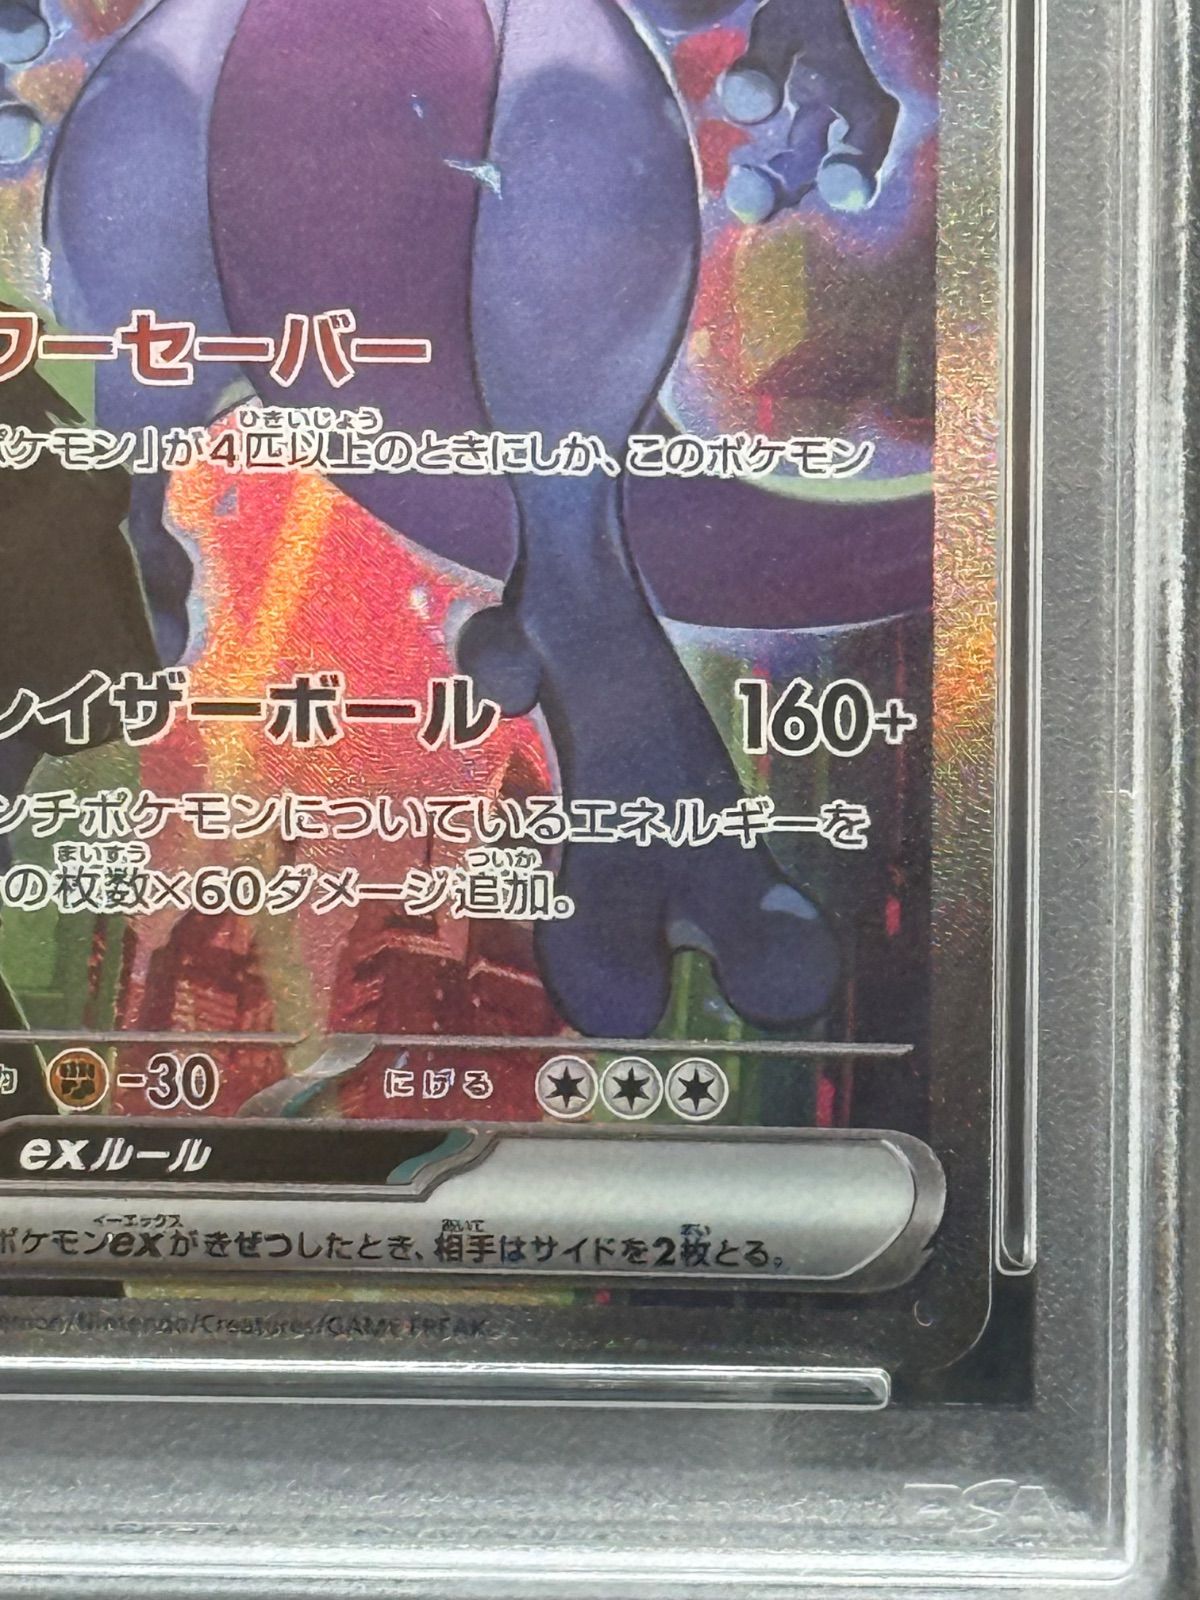 ワーセーバー
ポケモン」が4匹以上のときにしか、このポケモン
ひきいじょう
レイザーボール 160+
ンチポケモンについているエネルギーを
の枚数×60ダメージ追加。
まいすう ついか
-30 にげる
exルール
ポケモンexがきぜつしたとき、相手はサイドを2枚とる。
イーエックス あいて まい
/Nintendo/Creatures/GAME FREAK.
PSA